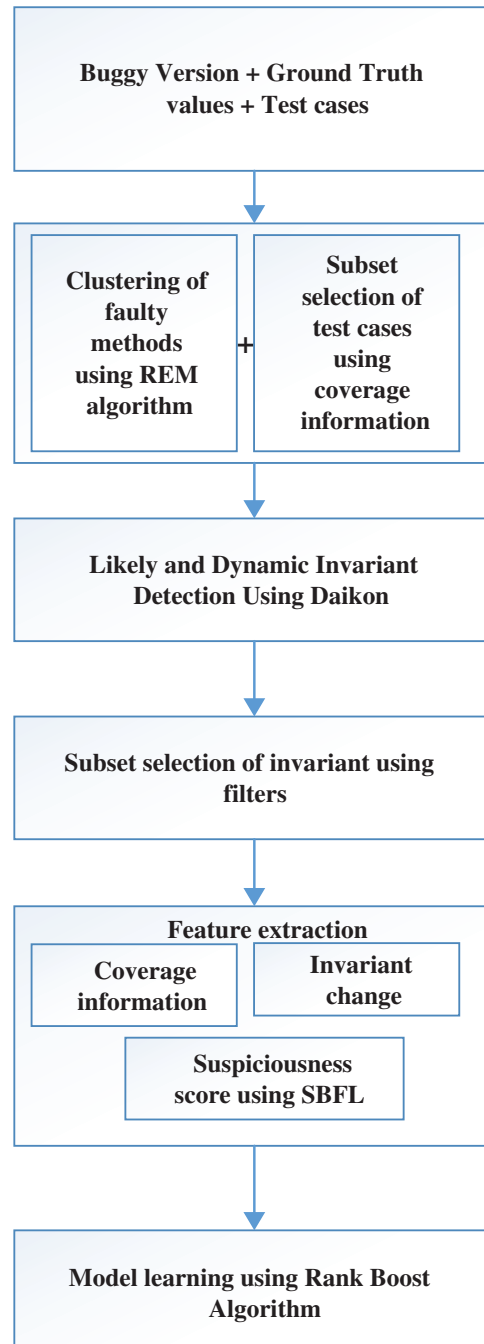 Buggy Version + Ground Truth
values + Test cases
Clustering of
faulty
methods
using REM
algorithm
+
Subset
selection of
test cases
using
coverage
information
Likely and Dynamic Invariant
Detection Using Daikon
Subset selection of invariant using
filters
Feature extraction
Coverage
information
Invariant
change
Suspiciousness
score using SBFL
Model learning using Rank Boost
Algorithm